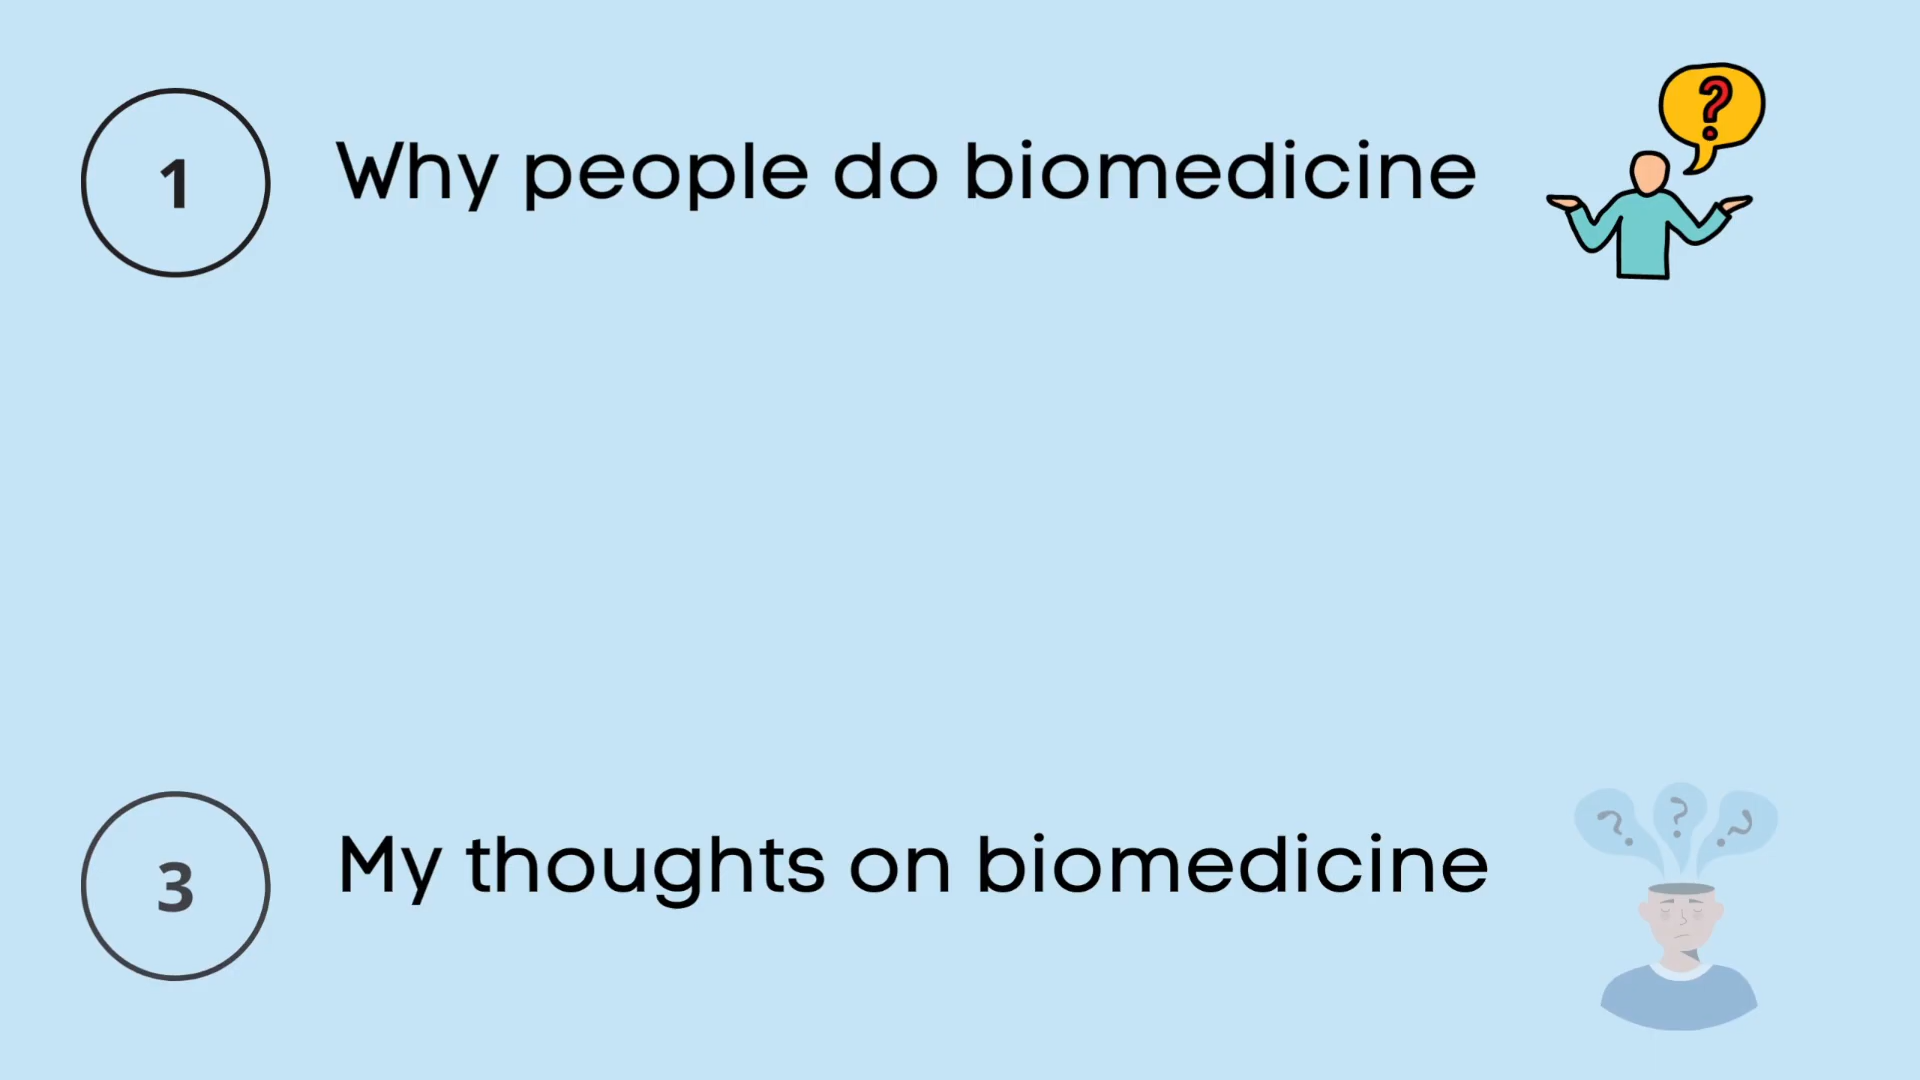 1
Why people do biomedicine
?
3
My thoughts on biomedicine
? ? ?